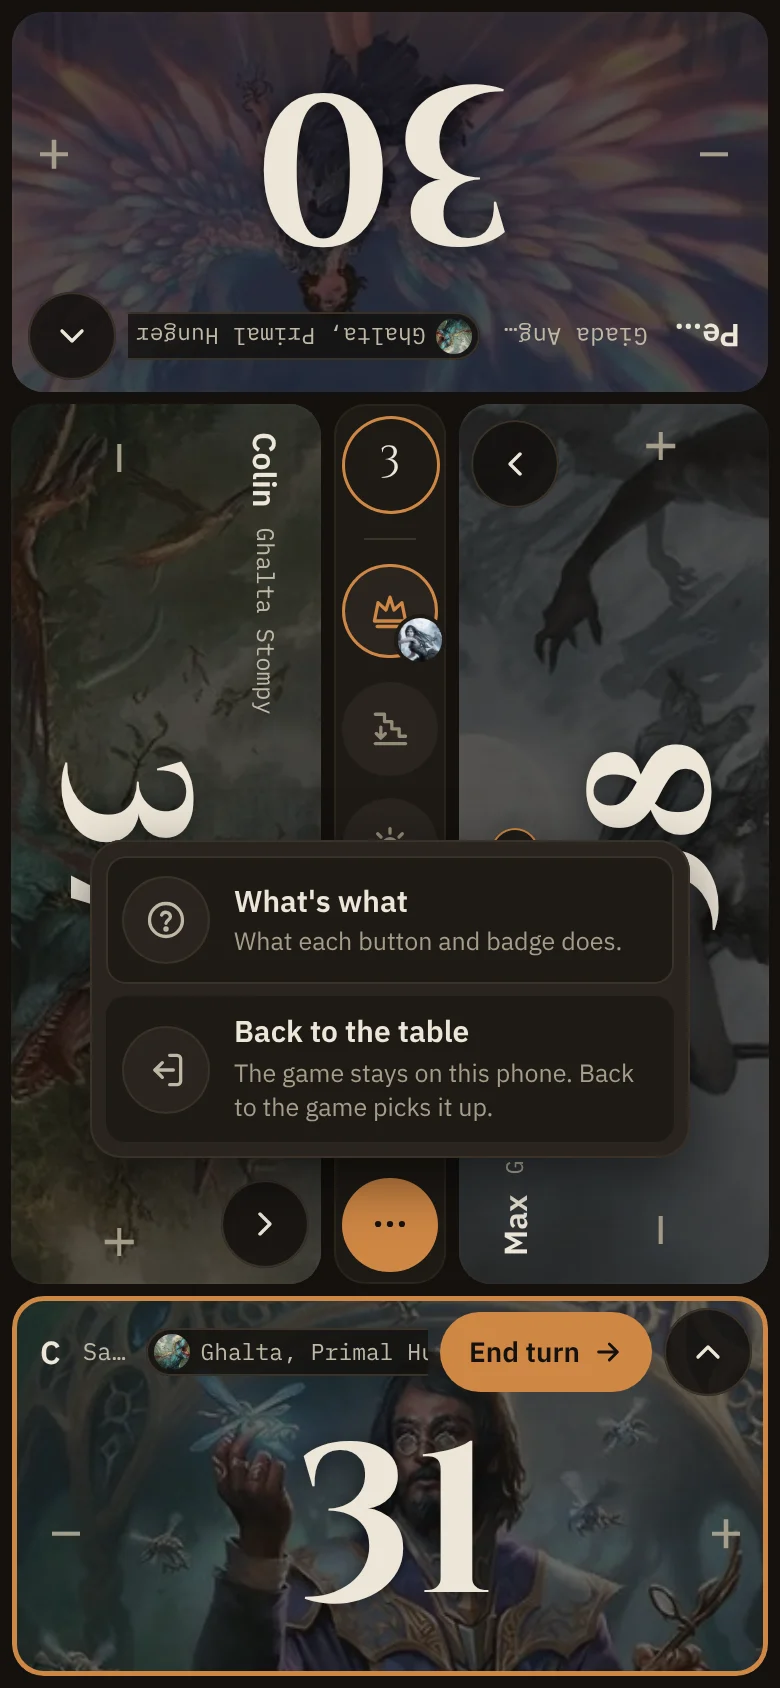 30
Pe... Giada Ang... Ghalta, Primal Hunger
Colin Ghalta Stompy
3
3
8
What's what
What each button and badge does.
Back to the table
The game stays on this phone. Back
to the game picks it up.
Max G
C Sa... Ghalta, Primal Hu
End turn
31